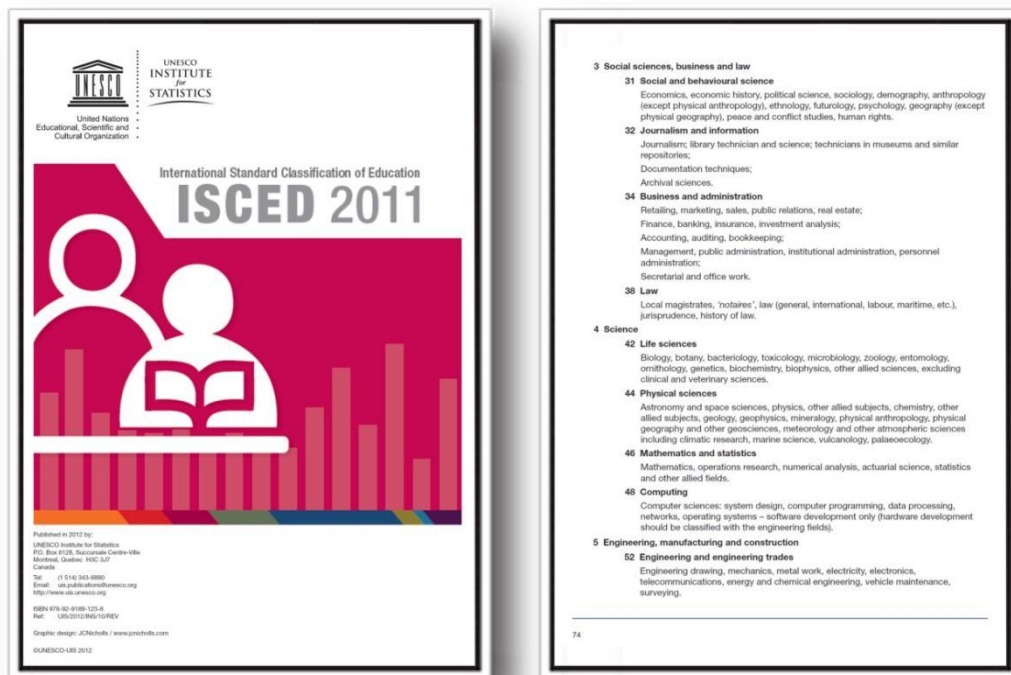 UNESCO
United Nations
Educational, Scientific and
Cultural Organization
UNESCO
INSTITUTE
for
STATISTICS
International Standard Classification of Education
ISCED 2011
Published in 2012 by:
UNESCO Institute for Statistics
P.O. Box 6128, Succursale Centre-Ville
Montreal, Quebec H3C 3J7
Canada
Tel: (1 514) 343-6880
Email: uis.publications@unesco.org
http://www.uis.unesco.org
ISBN 978-92-9189-123-8
Ref: UIS/2012/INS/10/REV
Graphic design: JCNicholls / www.jcnicholls.com
©UNESCO-UIS 2012
3 Social sciences, business and law
31 Social and behavioural science
Economics, economic history, political science, sociology, demography, anthropology
(except physical anthropology), ethnology, futurology, psychology, geography (except
physical geography), peace and conflict studies, human rights.
32 Journalism and information
Journalism; library technician and science; technicians in museums and similar
repositories;
Documentation techniques;
Archival sciences.
34 Business and administration
Retailing, marketing, sales, public relations, real estate;
Finance, banking, insurance, investment analysis;
Accounting, auditing, bookkeeping;
Management, public administration, institutional administration, personnel
administration;
Secretarial and office work.
38 Law
Local magistrates, 'notaires', law (general, international, labour, maritime, etc.),
jurisprudence, history of law.
4 Science
42 Life sciences
Biology, botany, bacteriology, toxicology, microbiology, zoology, entomology,
ornithology, genetics, biochemistry, biophysics, other allied sciences, excluding
clinical and veterinary sciences.
44 Physical sciences
Astronomy and space sciences, physics, other allied subjects, chemistry, other
allied subjects, geology, geophysics, mineralogy, physical anthropology, physical
geography and other geosciences, meteorology and other atmospheric sciences
including climatic research, marine science, vulcanology, palaeoecology.
46 Mathematics and statistics
Mathematics, operations research, numerical analysis, actuarial science, statistics
and other allied fields.
48 Computing
Computer sciences: system design, computer programming, data processing,
networks, operating systems – software development only (hardware development
should be classified with the engineering fields).
5 Engineering, manufacturing and construction
52 Engineering and engineering trades
Engineering drawing, mechanics, metal work, electricity, electronics,
telecommunications, energy and chemical engineering, vehicle maintenance,
surveying.
74